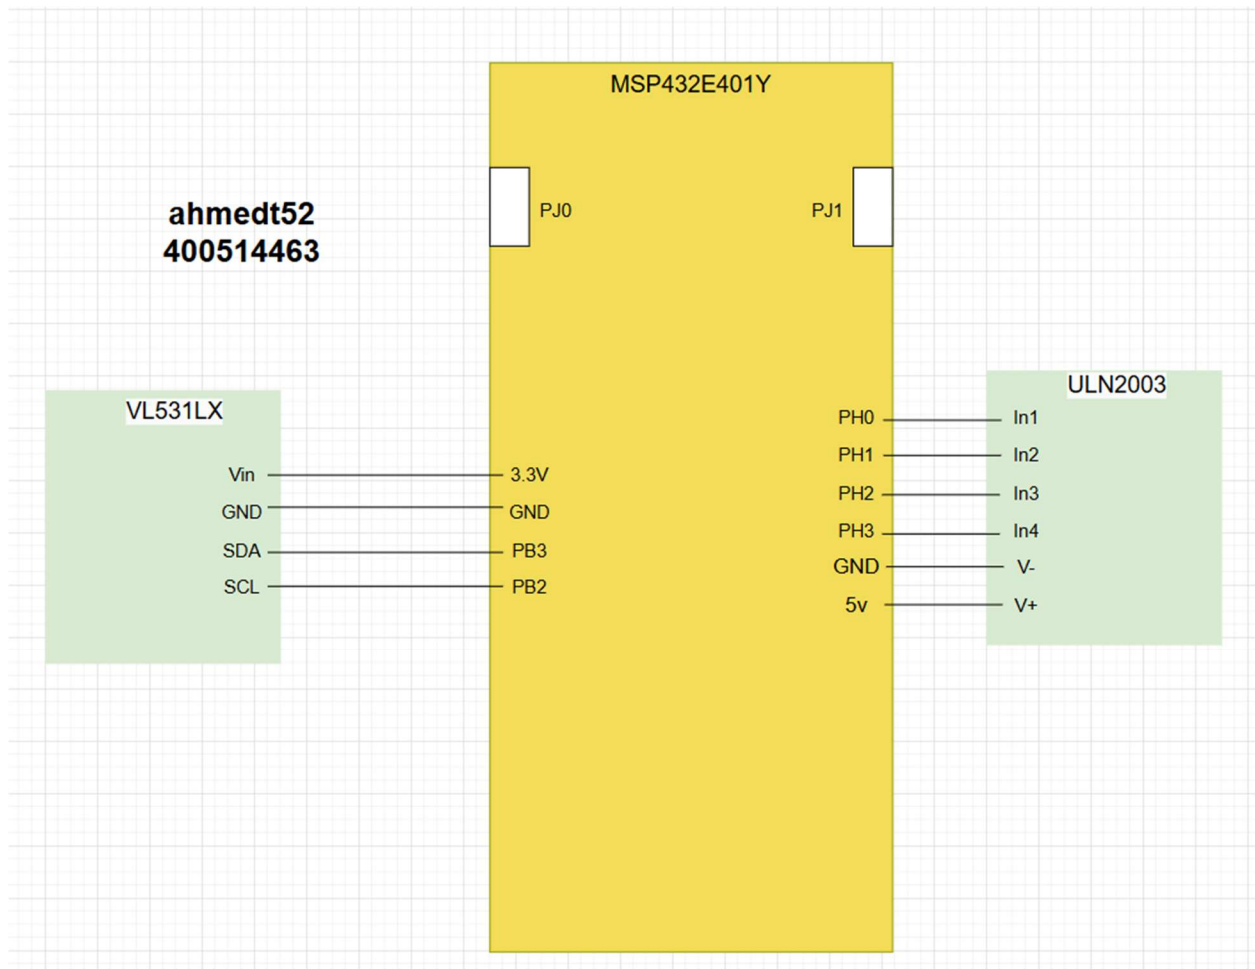 MSP432E401Y
PJ0
PJ1
ahmedt52
400514463
VL531LX
Vin
GND
SDA
SCL
3.3V
GND
PB3
PB2
PH0
PH1
PH2
PH3
GND
5v
ULN2003
In1
In2
In3
In4
V-
V+